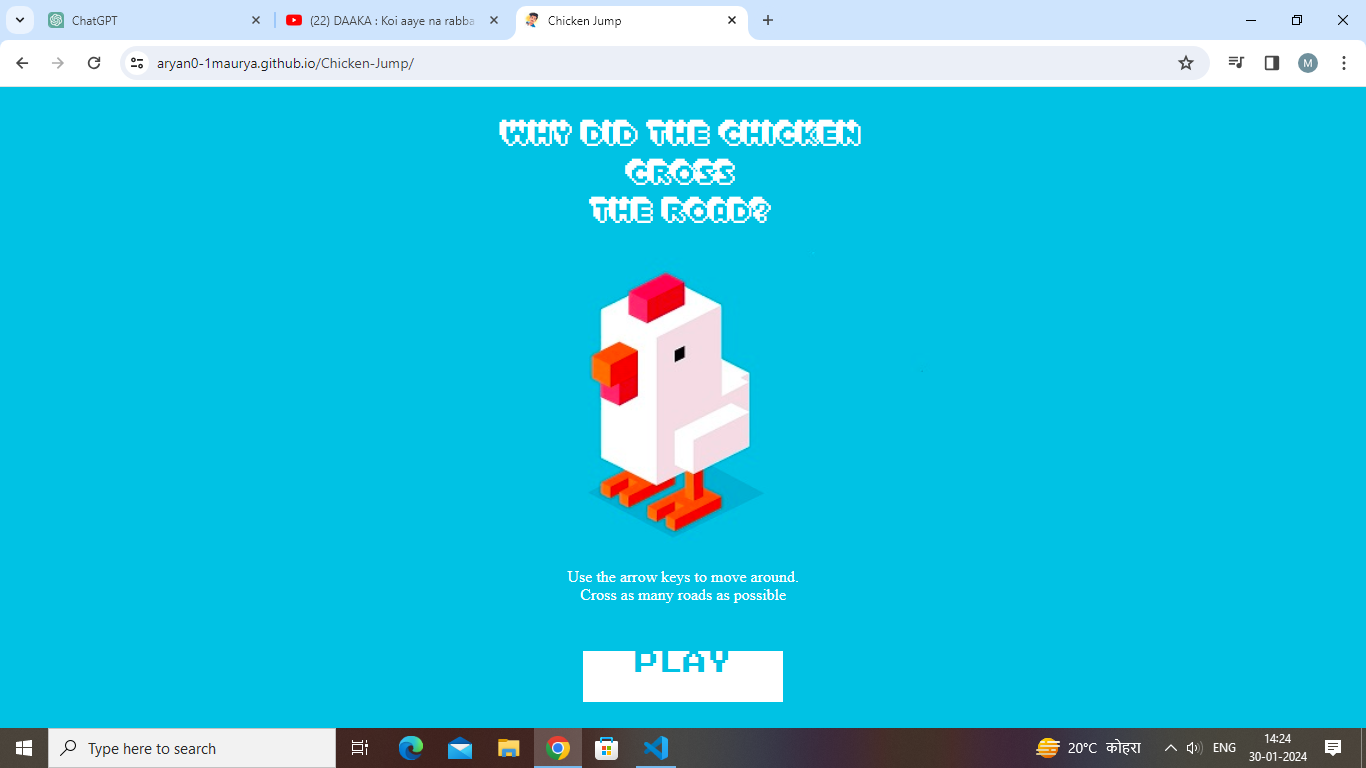 ChatGPT
(22) DAAKA : Koi aaye na rabba
Chicken Jump
aryan0-1maurya.github.io/Chicken-Jump/
M
WHY DID THE CHICKEN
CROSS
THE ROAD?
Use the arrow keys to move around.
Cross as many roads as possible
PLAY
Type here to search
20°C कोहरा
ENG
14:24
30-01-2024